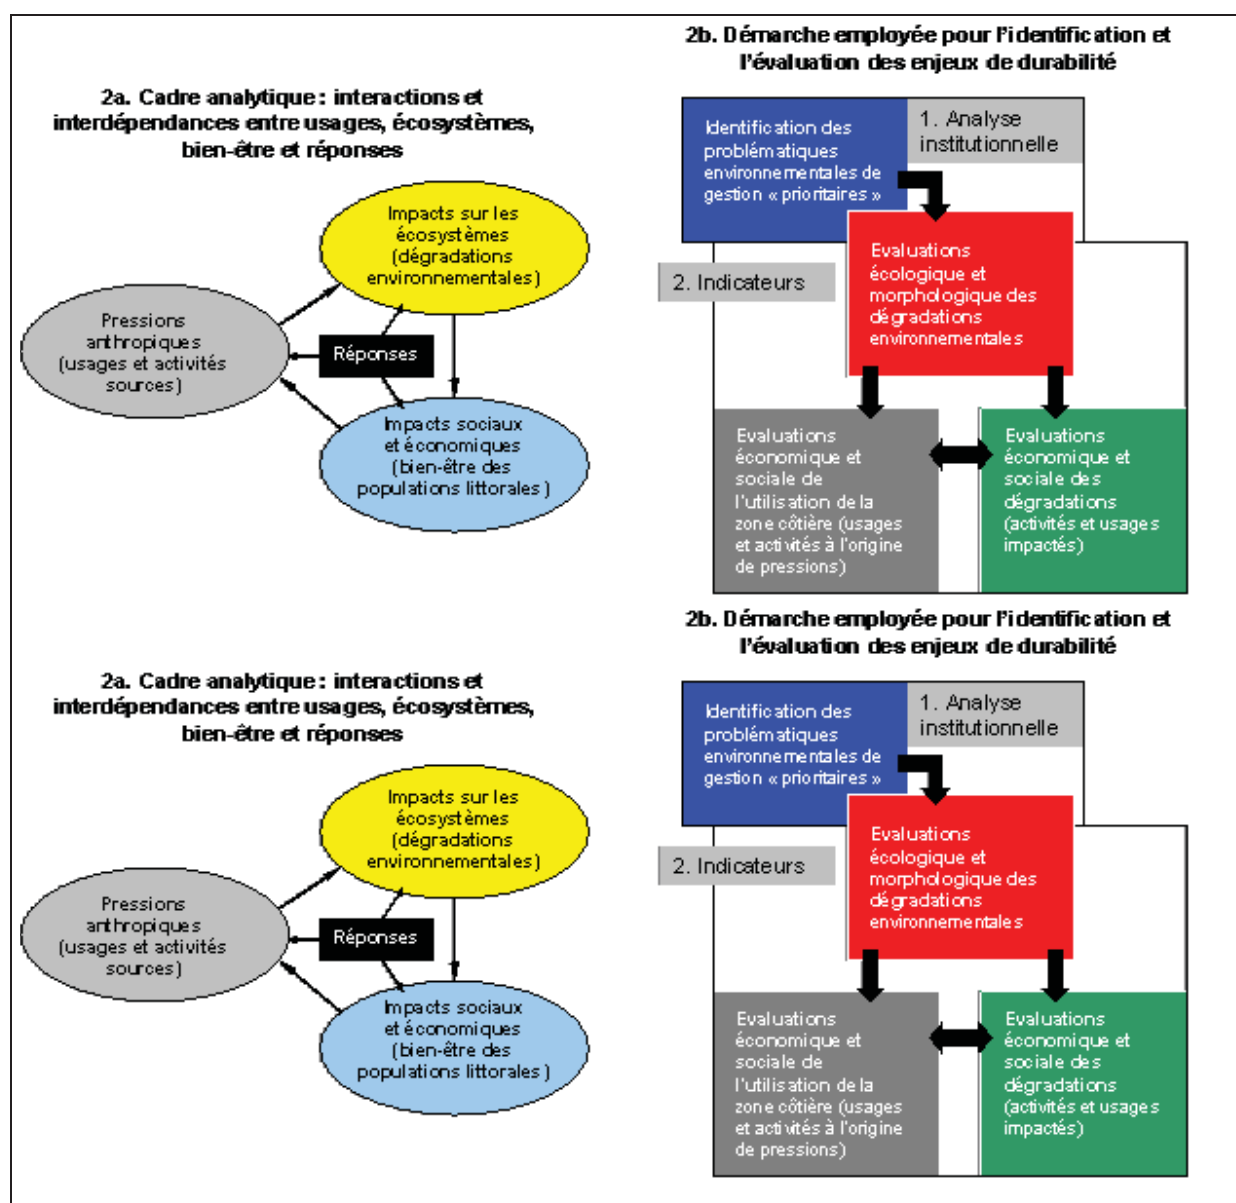 2a. Cadre analytique : interactions et
interdépendances entre usages, écosystèmes,
bien-être et réponses
Impacts sur les
écosystèmes
(dégradations
environnementales)
Pressions
anthropiques
(usages et activités
sources)
Réponses
Impacts sociaux
et économiques
(bien-être des
populations littorales)
2b. Démarche employée pour l'identification et
l'évaluation des enjeux de durabilité
Identification des
problématiques
environnementales de
gestion « prioritaires »
1. Analyse
institutionnelle
2. Indicateurs
Evaluations
écologique et
morphologique des
dégradations
environnementales
Evaluations
économique et
sociale de
l'utilisation de la
zone côtière (usages
et activités à l'origine
de pressions)
Evaluations
économique et
sociale des
dégradations
(activités et usages
impactés)
2a. Cadre analytique : interactions et
interdépendances entre usages, écosystèmes,
bien-être et réponses
Impacts sur les
écosystèmes
(dégradations
environnementales)
Pressions
anthropiques
(usages et activités
sources)
Réponses
Impacts sociaux
et économiques
(bien-être des
populations littorales)
2b. Démarche employée pour l'identification et
l'évaluation des enjeux de durabilité
Identification des
problématiques
environnementales de
gestion « prioritaires »
1. Analyse
institutionnelle
2. Indicateurs
Evaluations
écologique et
morphologique des
dégradations
environnementales
Evaluations
économique et
sociale de
l'utilisation de la
zone côtière (usages
et activités à l'origine
de pressions)
Evaluations
économique et
sociale des
dégradations
(activités et usages
impactés)